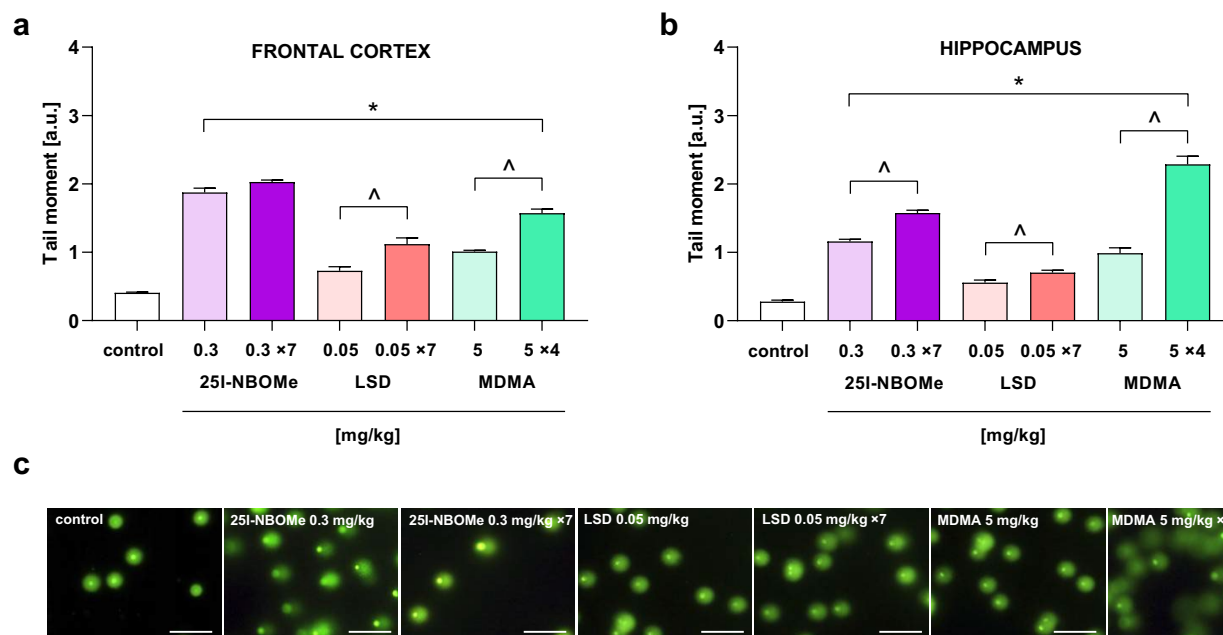 a
FRONTAL CORTEX
Tail moment [a.u.]
4
3
2
1
0
*
^
^
control
0.3
0.3 ×7
0.05
0.05 ×7
5
5 ×4
25I-NBOMe
LSD
MDMA
[mg/kg]
b
HIPPOCAMPUS
Tail moment [a.u.]
4
3
2
1
0
*
^
^
^
control
0.3
0.3 ×7
0.05
0.05 ×7
5
5 ×4
25I-NBOMe
LSD
MDMA
[mg/kg]
c
control
25I-NBOMe 0.3 mg/kg
25I-NBOMe 0.3 mg/kg ×7
LSD 0.05 mg/kg
LSD 0.05 mg/kg ×7
MDMA 5 mg/kg
MDMA 5 mg/kg ×